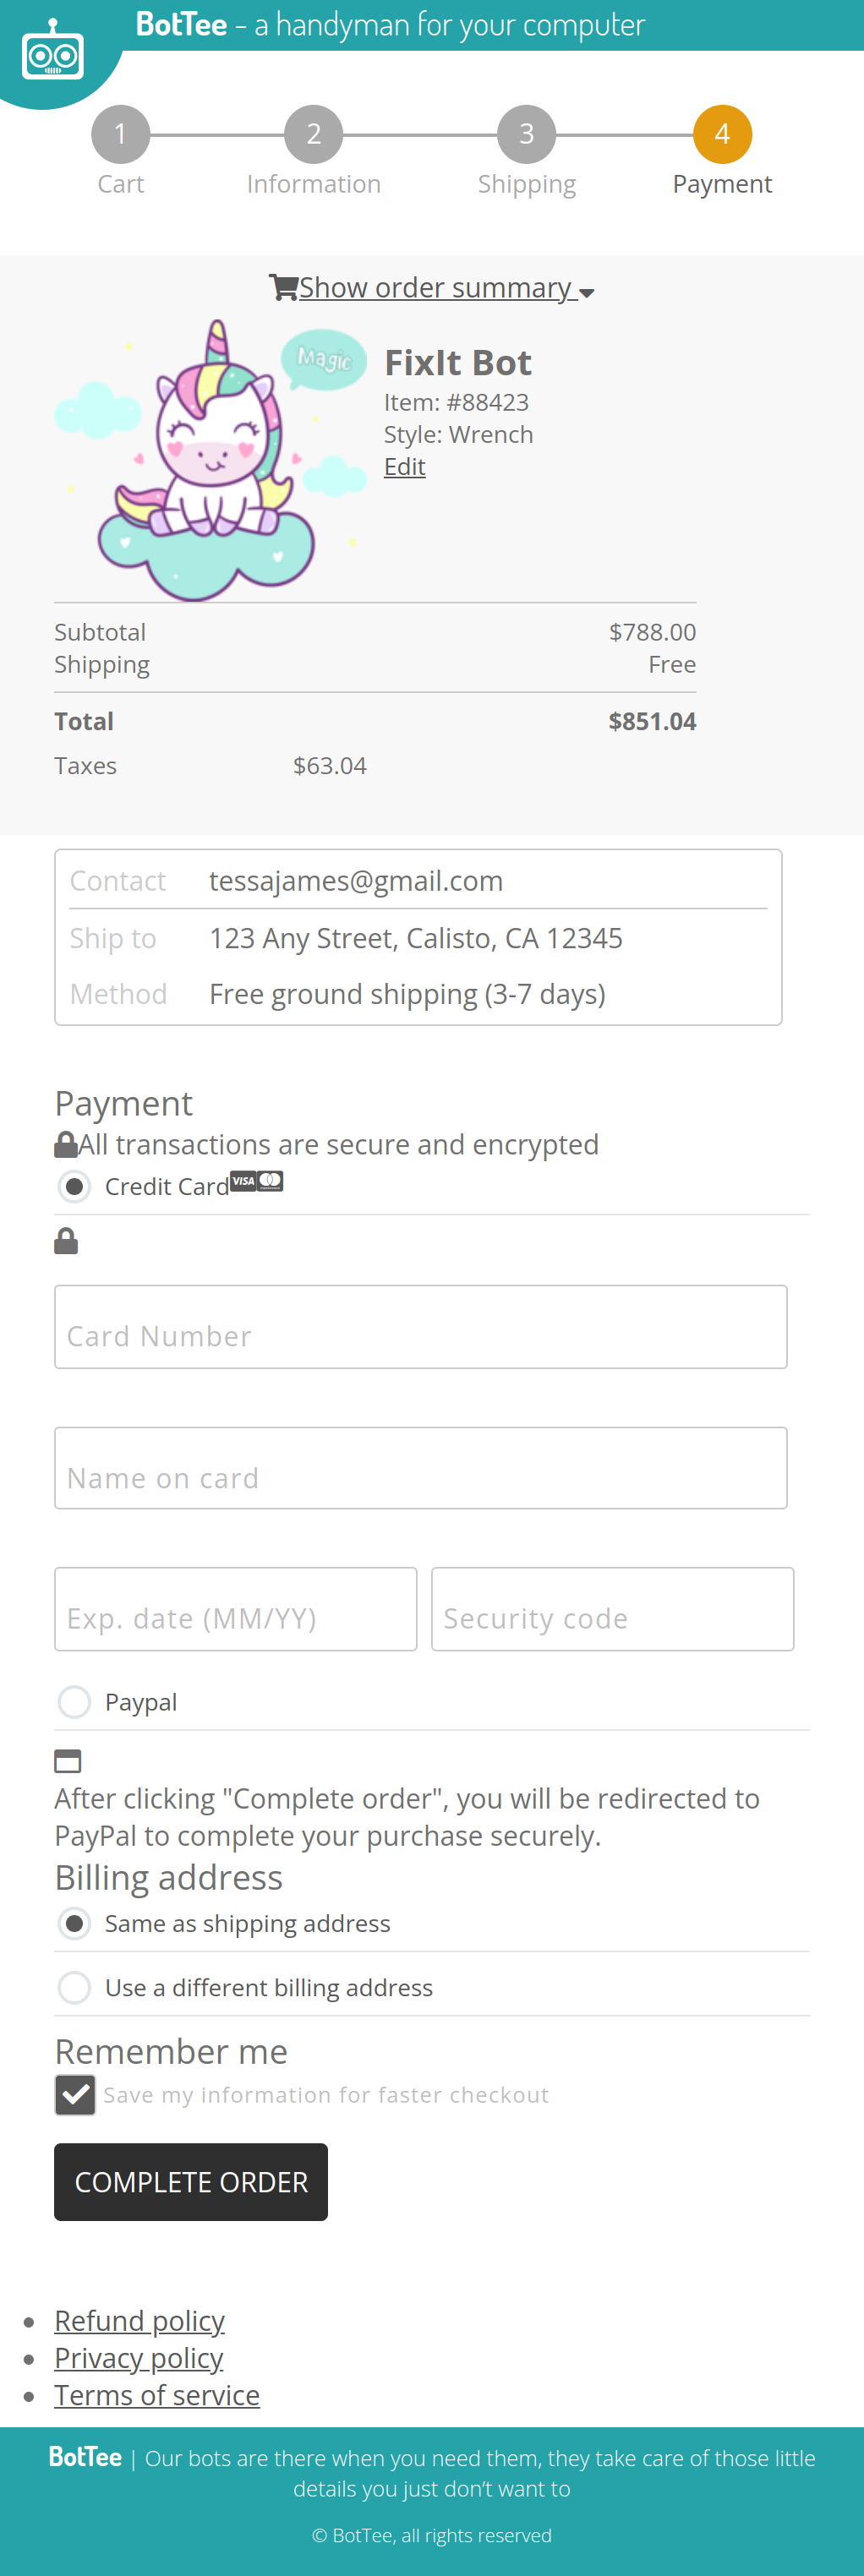 BotTee – a handyman for your computer
1 2 3 4
Cart Information Shipping Payment
Show order summary
Magic
FixIt Bot
Item: #88423
Style: Wrench
Edit
Subtotal $788.00
Shipping Free
Total $851.04
Taxes $63.04
Contact tessajames@gmail.com
Ship to 123 Any Street, Calisto, CA 12345
Method Free ground shipping (3-7 days)
Payment
All transactions are secure and encrypted
Credit Card VISA
Card Number
Name on card
Exp. date (MM/YY) Security code
Paypal
After clicking "Complete order", you will be redirected to
PayPal to complete your purchase securely.
Billing address
Same as shipping address
Use a different billing address
Remember me
Save my information for faster checkout
COMPLETE ORDER
Refund policy
Privacy policy
Terms of service
BotTee | Our bots are there when you need them, they take care of those little
details you just don’t want to
© BotTee, all rights reserved